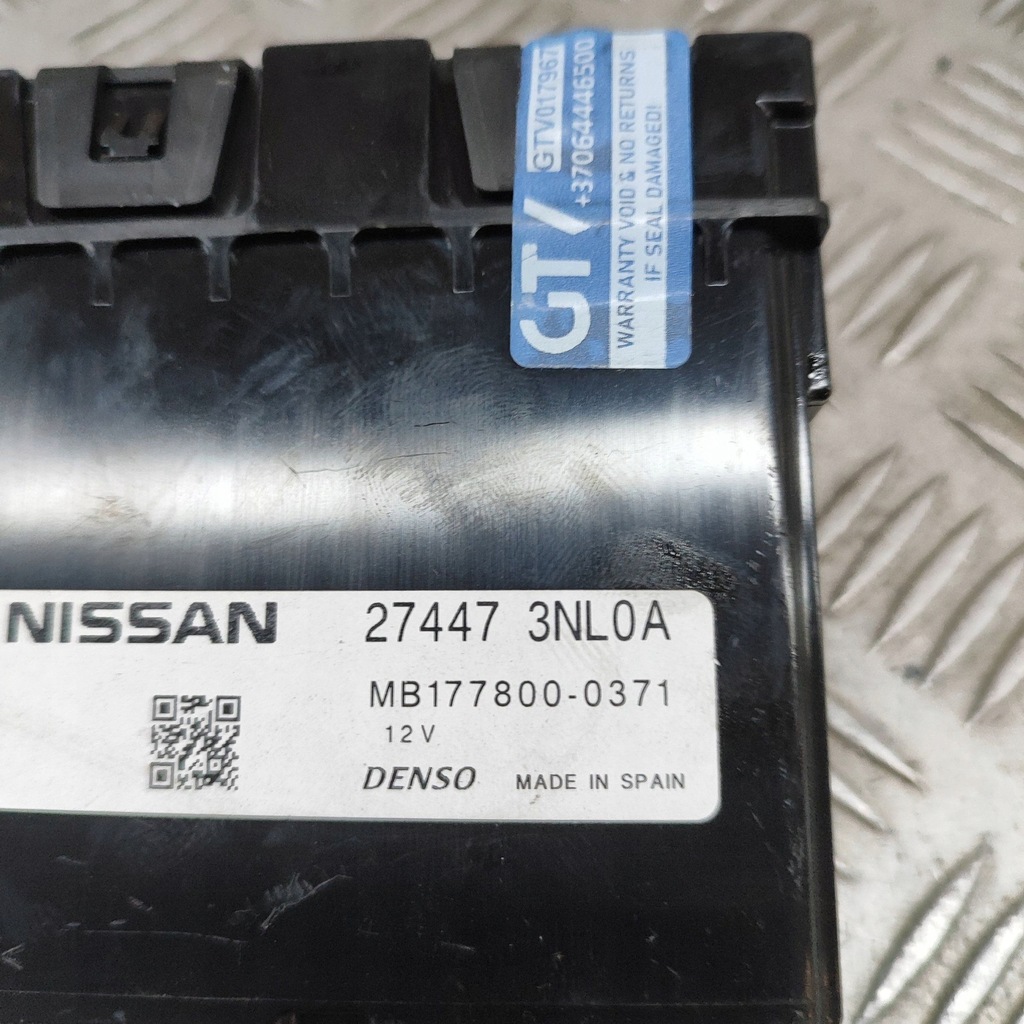 GT/
GTV017967
+37064446500
WARRANTY VOID & NO RETURNS
IF SEAL DAMAGED!
NISSAN
27447 3NL0A
MB177800-0371
12V
DENSO
MADE IN SPAIN